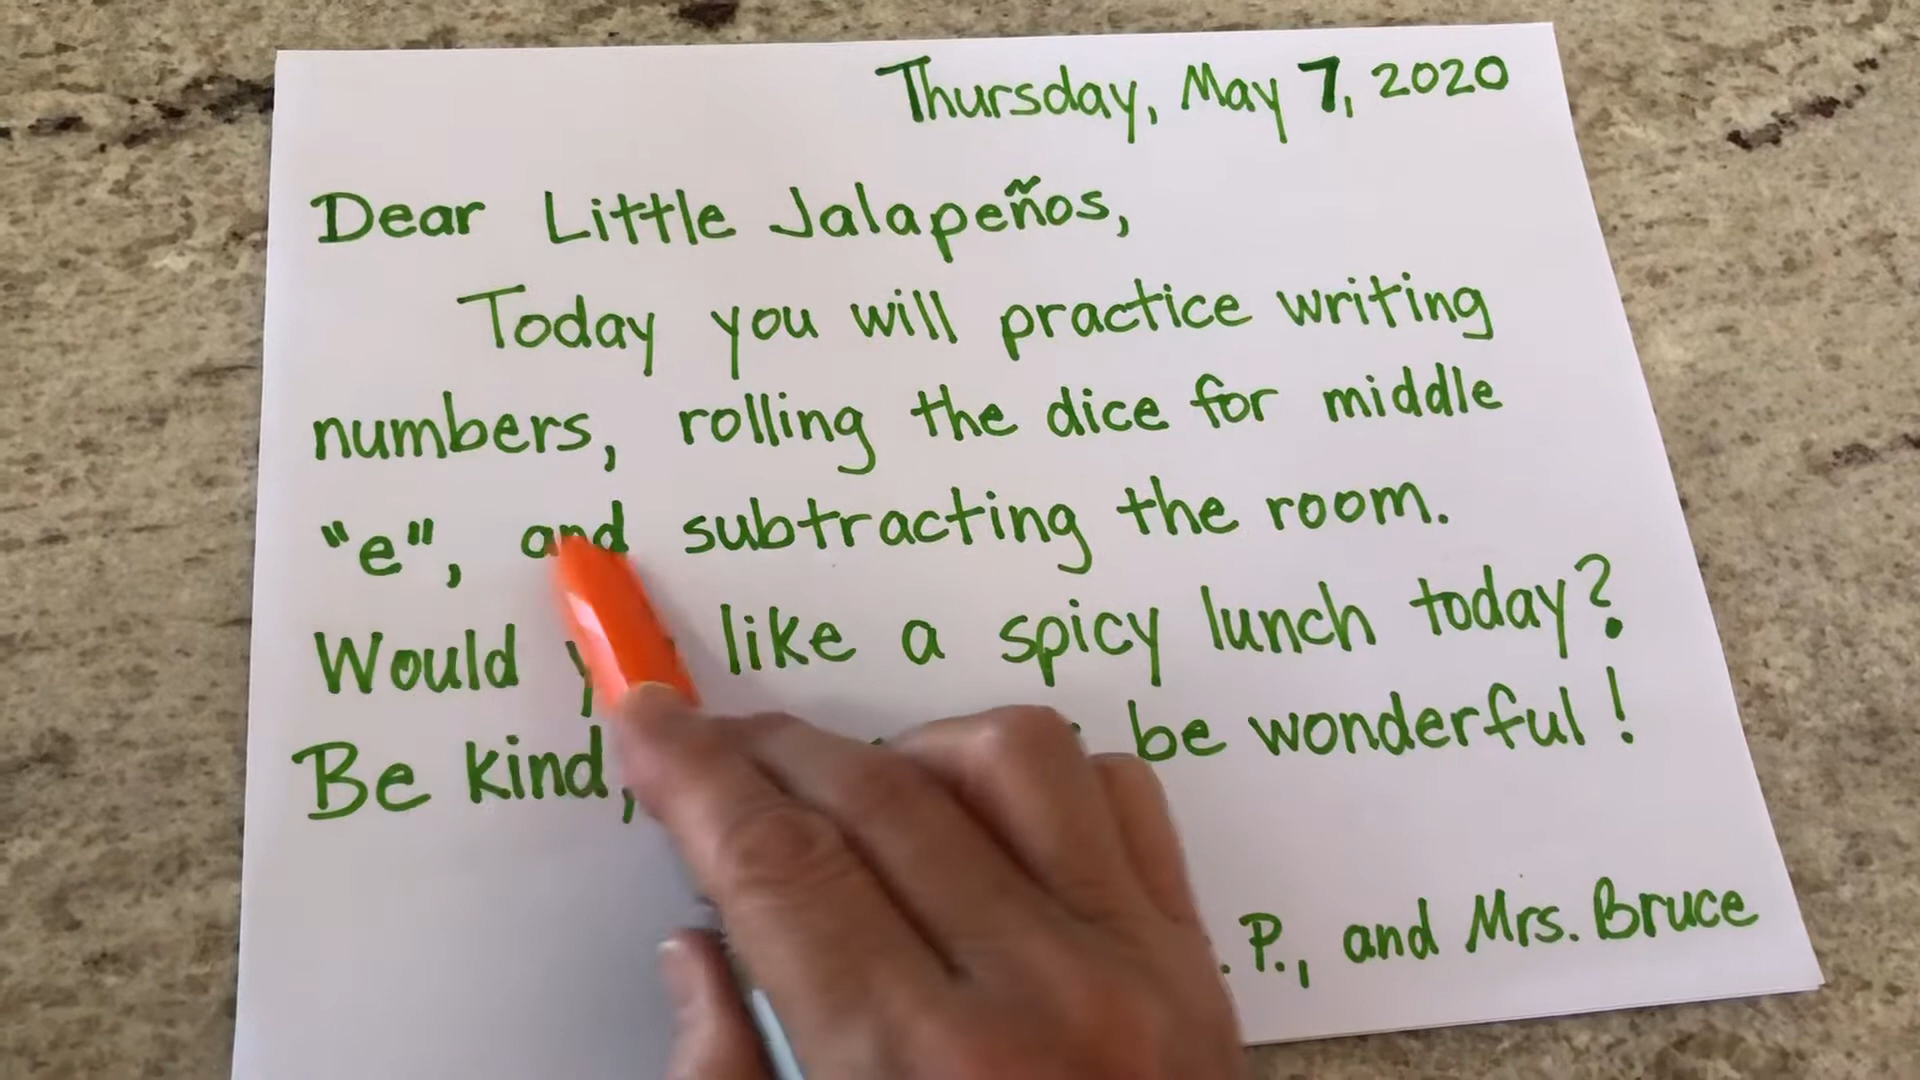 Thursday, May 7, 2020
Dear Little Jalapeños,
Today you will practice writing
numbers, rolling the dice for middle
"e", and subtracting the room.
Would like a spicy lunch today?
Be kind, be wonderful!
P., and Mrs. Bruce